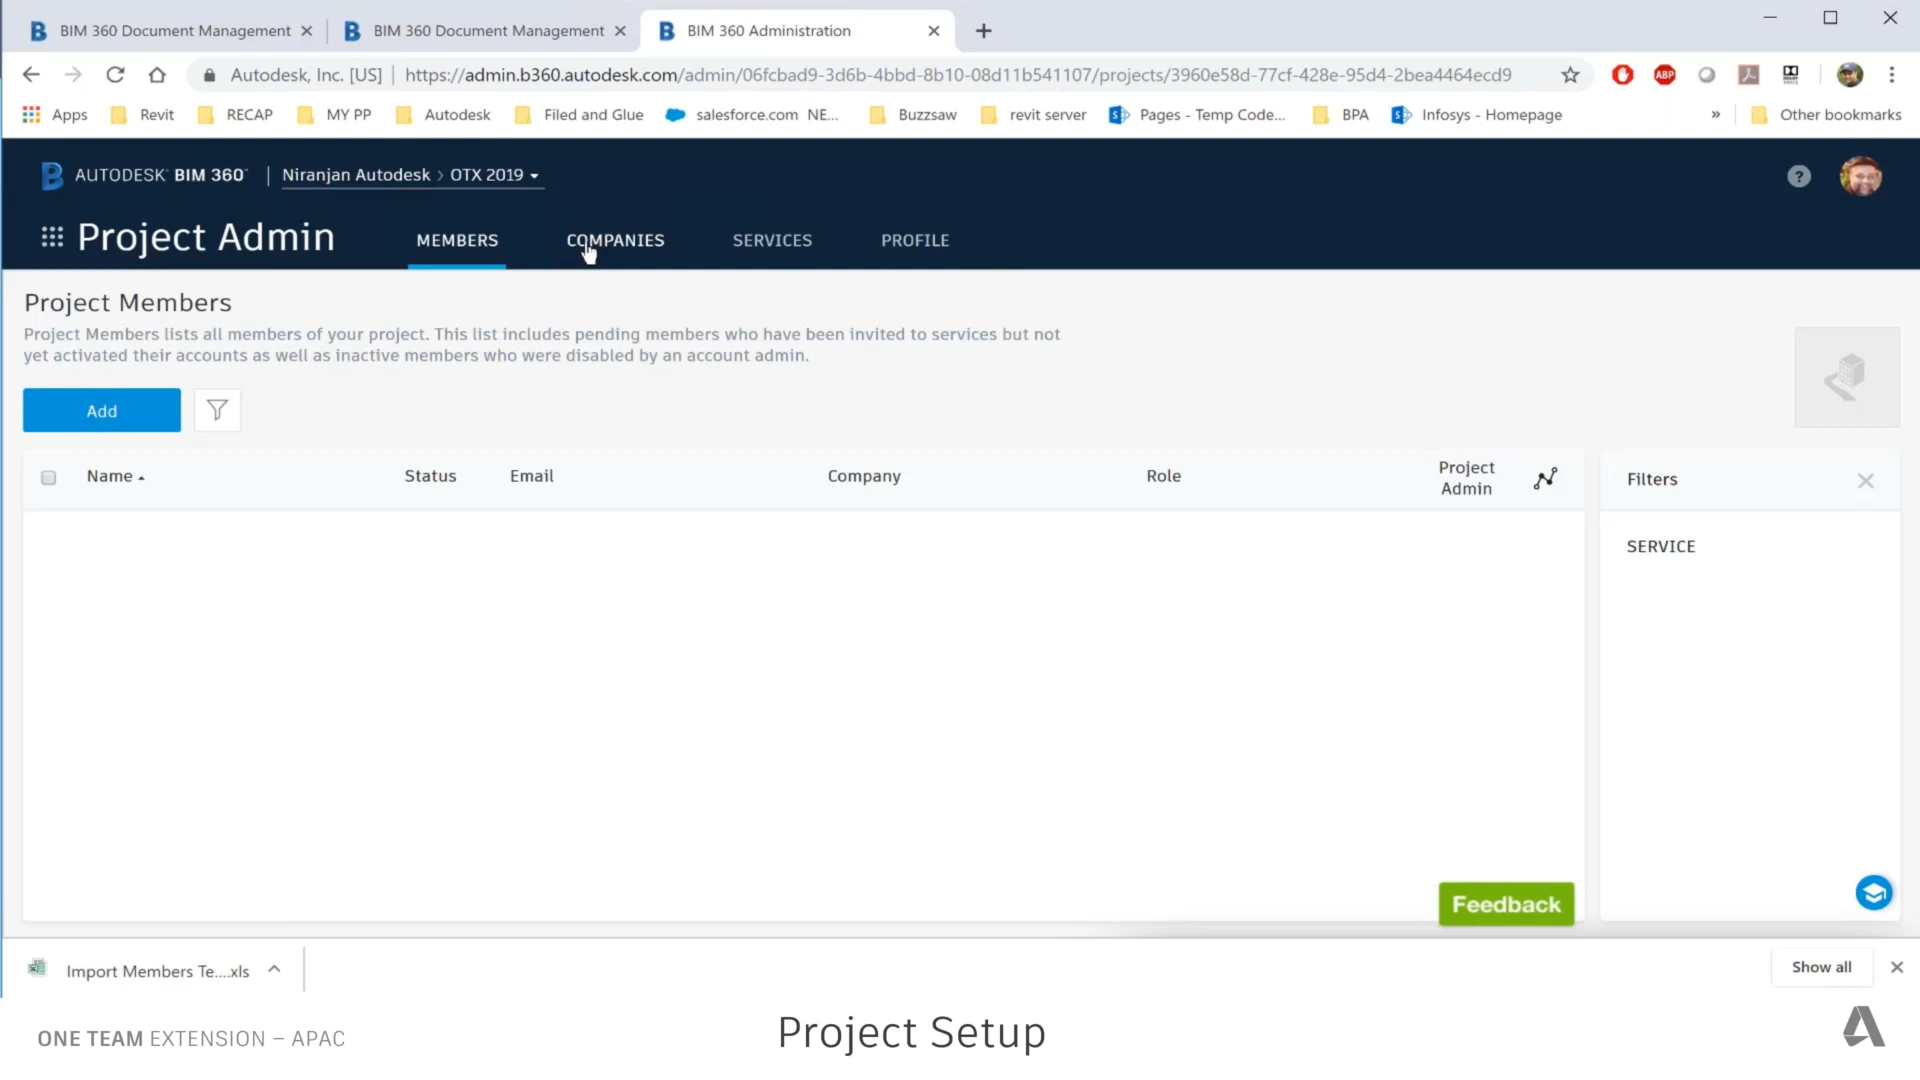 BIM 360 Document Management
BIM 360 Document Management
BIM 360 Administration
Autodesk, Inc. [US] | https://admin.b360.autodesk.com/admin/06fcbad9-3d6b-4bbd-8b10-08d11b541107/projects/3960e58d-77cf-428e-95d4-2bea4464ecd9
ABP
Apps
Revit
RECAP
MY PP
Autodesk
Filed and Glue
salesforce.com NE...
Buzzsaw
revit server
Pages - Temp Code...
BPA
Infosys - Homepage
»
Other bookmarks
AUTODESK BIM 360 | Niranjan Autodesk > OTX 2019
?
Project Admin
MEMBERS
COMPANIES
SERVICES
PROFILE
Project Members
Project Members lists all members of your project. This list includes pending members who have been invited to services but not
yet activated their accounts as well as inactive members who were disabled by an account admin.
Add
Name
Status
Email
Company
Role
Project
Admin
Filters
SERVICE
Feedback
Import Members Te....xls
Show all
ONE TEAM EXTENSION – APAC
Project Setup